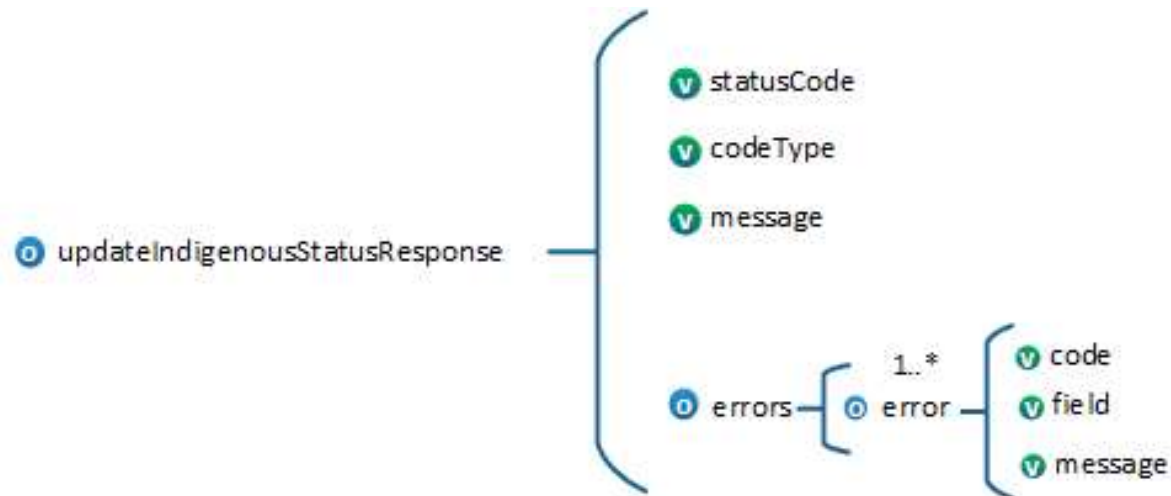 v statusCode
v codeType
v message
o updateIndigenousStatusResponse
1..*
v code
o errors
o error
v field
v message